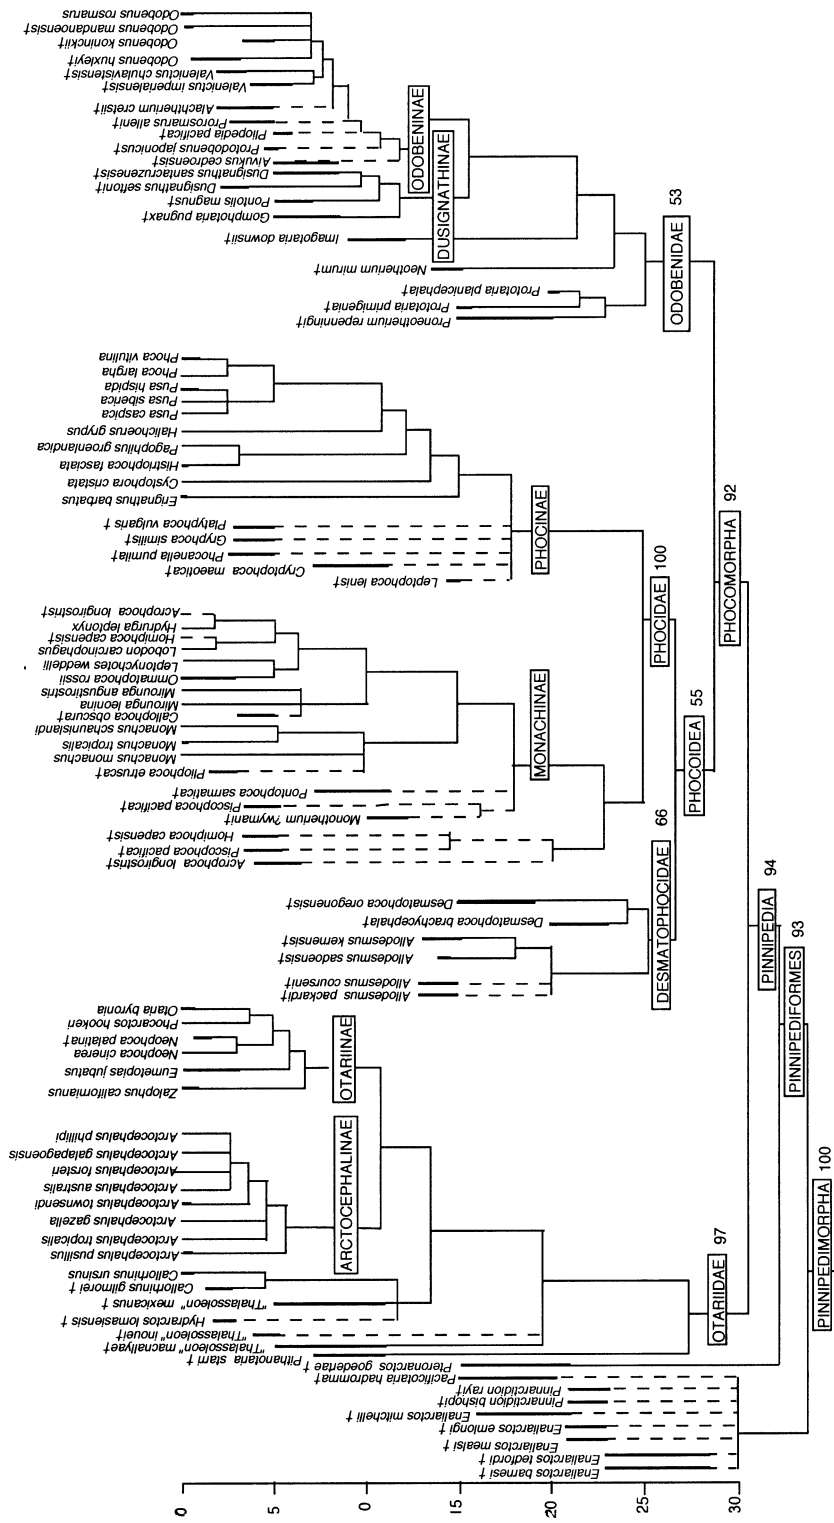 Odobenus rosmarus
Odobenus mandanoensis†
Odobenus koninckii†
Odobenus huxleyi†
Valenictus chulavistensis†
Valenictus imperialensis†
Alachtherium cretsii†
Prorosmarus alleni†
Pliopedia pacifica†
Protodobenus japonicus†
Aivukus cedroensis†
Dusignathus santacruzensis†
Dusignathus seftoni†
Pontolis magnus†
Gomphotaria pugnax†
Imagotaria downsi†
Neotherium mirum†
Prototaria planicephala†
Prototaria primigenia†
Proneotherium repenningi†
ODOBENINAE
DUSIGNATHINAE
ODOBENIDAE 53
Phoca vitulina
Phoca largha
Pusa hispida
Pusa siberica
Pusa caspica
Halichoerus grypus
Pagophilus groenlandica
Histriophoca fasciata
Cystophora cristata
Erignathus barbatus
Platyphoca vulgaris †
Gryphoca similis†
Phocanella pumila†
Cryptophoca maeotica†
Leptophoca lenis†
PHOCINAE
Acrophoca longirostris†
Hydrurga leptonyx
Homiphoca capensis†
Lobodon carcinophagus
Leptonychotes weddelli
Ommatophoca rossii
Mirounga angustirostris
Mirounga leonina
Callophoca obscura†
Monachus schauislandi
Monachus tropicalis
Monachus monachus
Pliophoca etrusca†
Pontophoca sarmatica†
Piscophoca pacifica†
Monotherium ?wymani†
Homiphoca capensis†
Piscophoca pacifica†
Acrophoca longirostris†
MONACHINAE
PHOCIDAE 100
PHOCOMORPHA 92
PHOCOIDEA 55
Desmatophoca oregonensis†
Desmatophoca brachycephala†
Allodesmus kernensis†
Allodesmus sadoensis†
Allodesmus courseni†
Allodesmus packardi†
DESMATOPHOCIDAE 66
PINNIPEDIA 94
PINNIPEDIFORMES 93
Otaria byronia
Phocarctos hookeri
Neophoca palatina†
Neophoca cinerea
Eumetopias jubatus
Zalophus californianus
OTARIINAE
Arctocephalus phillipi
Arctocephalus galapagoensis
Arctocephalus forsteri
Arctocephalus australis
Arctocephalus townsendi
Arctocephalus gazella
Arctocephalus tropicalis
Arctocephalus pusillus
ARCTOCEPHALINAE
Callorhinus ursinus
Callorhinus gilmorei †
"Thalassoleon" mexicanus †
Hydrarctos lomasiensis †
"Thalassoleon" inouei†
"Thalassoleon" macnallyae†
Pithanotaria starri †
OTARIIDAE 97
Pteronarctos goedertae †
Pacificotaria hadromma†
Pinnarctidion rayi†
Pinnarctidion bishopi†
Enaliarctos mitchelli †
Enaliarctos emlongi †
Enaliarctos mealsi †
Enaliarctos tedfordi †
Enaliarctos barnesi †
PINNIPEDIMORPHA 100
0 5 0 15 20 25 30